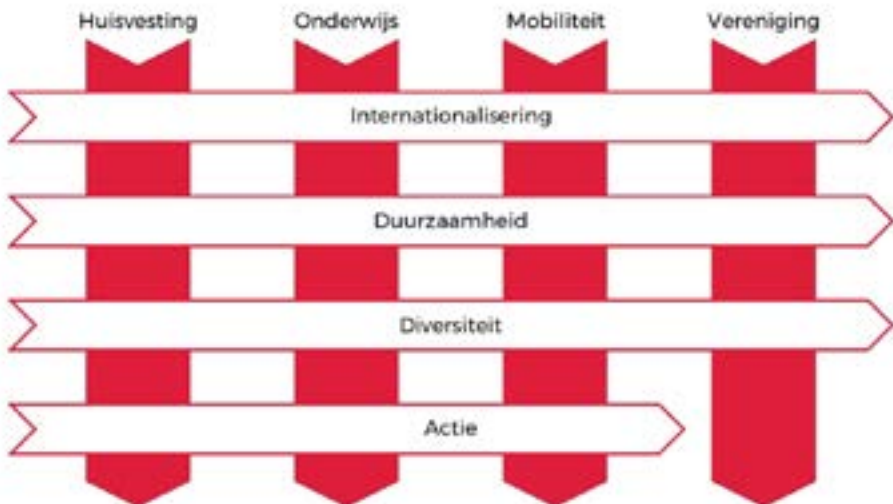 Huisvesting Onderwijs Mobiliteit Vereniging
Internationalisering
Duurzaamheid
Diversiteit
Actie